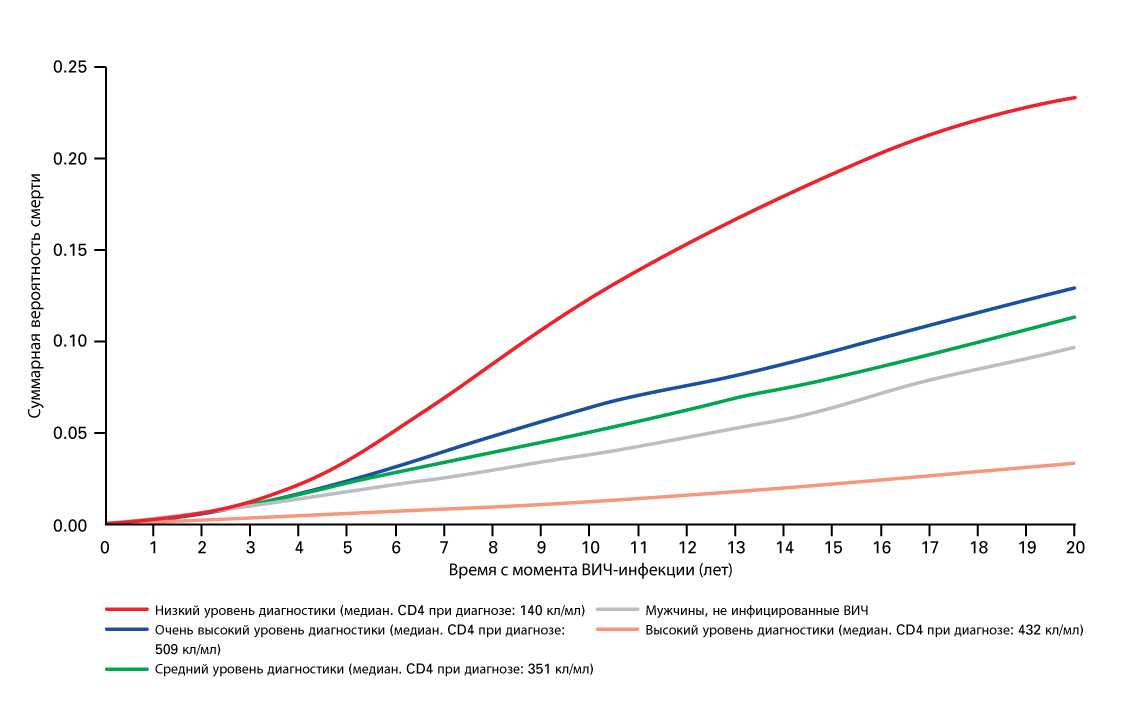 0.25
0.20
0.15
0.10
0.05
0.00
Суммарная вероятность смерти
0 1 2 3 4 5 6 7 8 9 10 11 12 13 14 15 16 17 18 19 20
Время с момента ВИЧ-инфекции (лет)
Низкий уровень диагностики (медиан. CD4 при диагнозе: 140 кл/мл)
Очень высокий уровень диагностики (медиан. CD4 при диагнозе:
509 кл/мл)
Средний уровень диагностики (медиан. CD4 при диагнозе: 351 кл/мл)
Мужчины, не инфицированные ВИЧ
Высокий уровень диагностики (медиан. CD4 при диагнозе: 432 кл/мл)